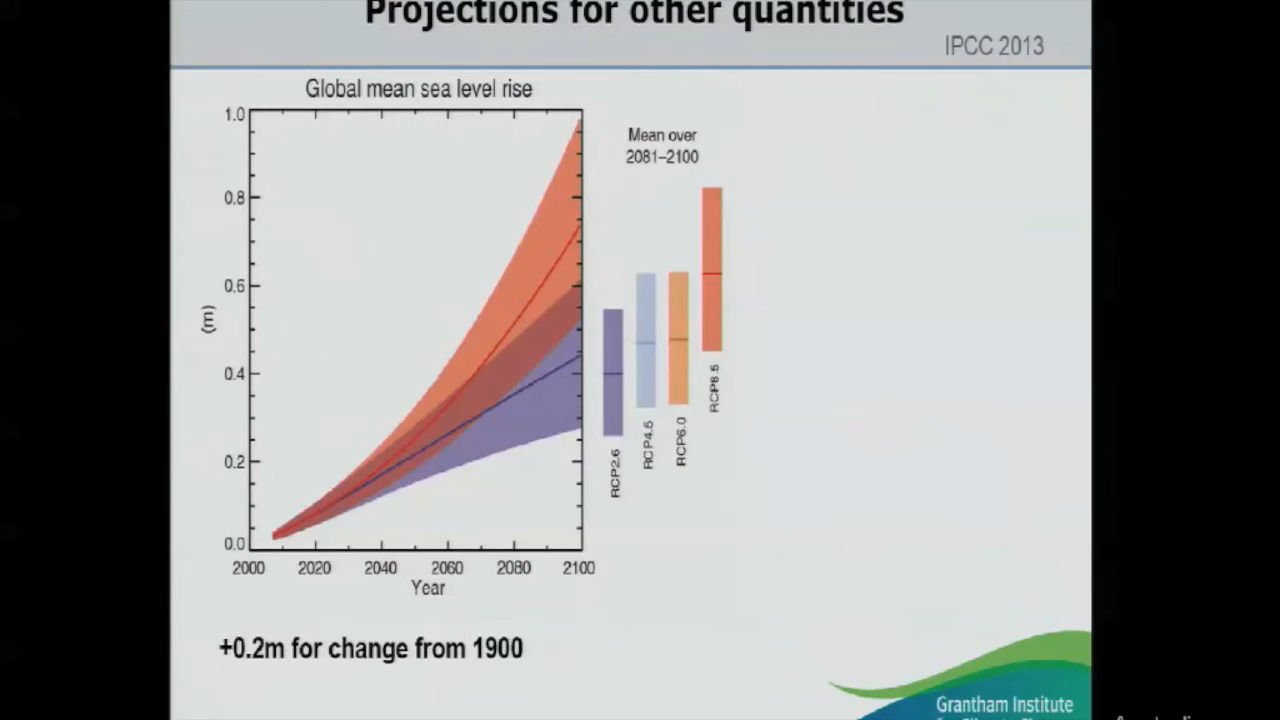 Projections for other quantities
IPCC 2013
Global mean sea level rise
1.0
0.8
0.6
0.4
0.2
0.0
(m)
2000 2020 2040 2060 2080 2100
Year
Mean over
2081–2100
RCP2.6
RCP4.5
RCP6.0
RCP8.5
+0.2m for change from 1900
Grantham Institute